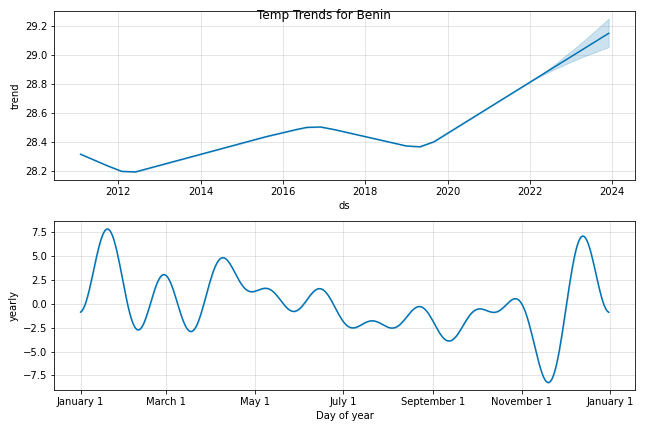 Temp Trends for Benin
29.2
29.0
28.8
28.6
28.4
28.2
trend
2012 2014 2016 2018 2020 2022 2024
ds
7.5
5.0
2.5
0.0
−2.5
−5.0
−7.5
yearly
January 1 March 1 May 1 July 1 September 1 November 1 January 1
Day of year